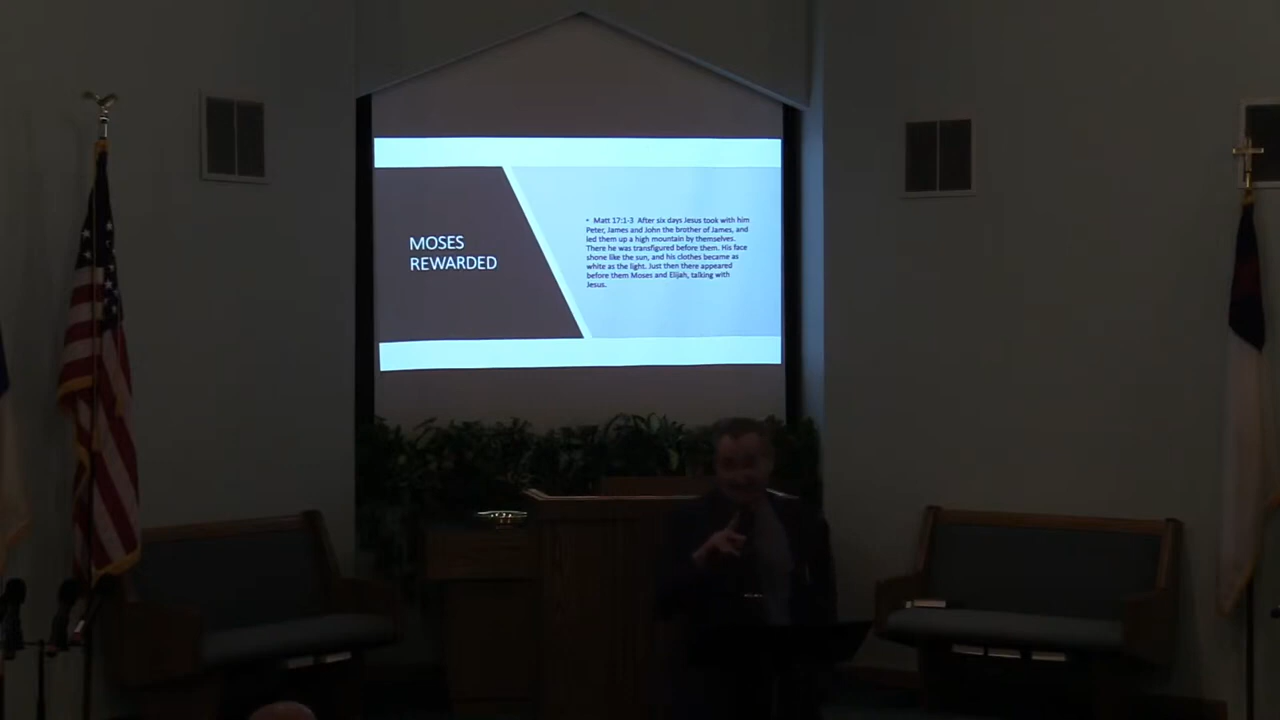 MOSES
REWARDED
• Matt 17:1-3 After six days Jesus took with him
Peter, James and John the brother of James, and
led them up a high mountain by themselves.
There he was transfigured before them. His face
shone like the sun, and his clothes became as
white as the light. Just then there appeared
before them Moses and Elijah, talking with
Jesus.